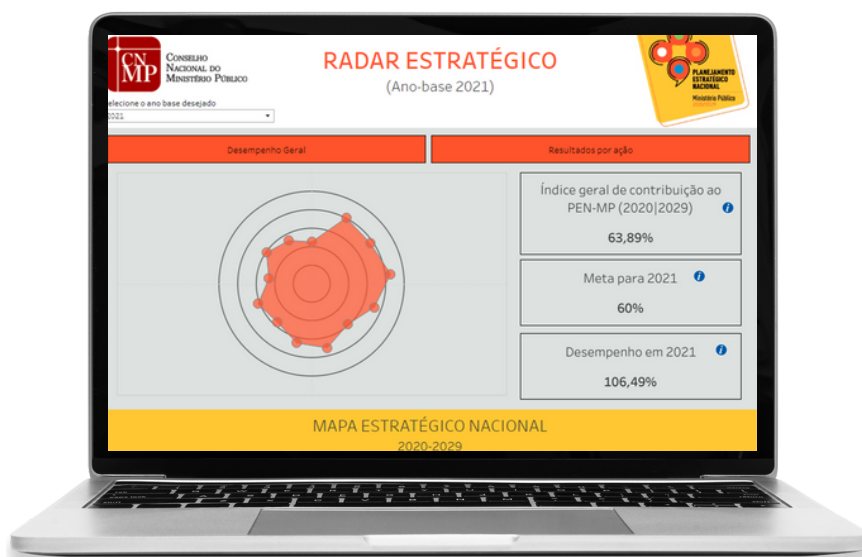 CN
MP
CONSELHO
NACIONAL DO
MINISTÉRIO PÚBLICO
RADAR ESTRATÉGICO
(Ano-base 2021)
PLANEJAMENTO
ESTRATÉGICO
NACIONAL
Ministério Público
elecione o ano base desejado
2021
Desempenho Geral
Resultados por ação
Índice geral de contribuição ao
PEN-MP (2020|2029)
63,89%
Meta para 2021
60%
Desempenho em 2021
106,49%
MAPA ESTRATÉGICO NACIONAL
2020-2029